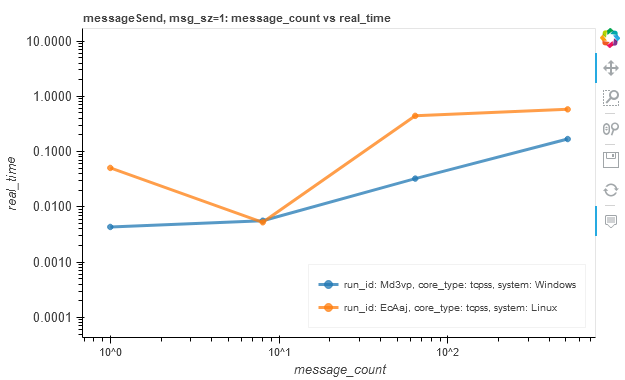 messageSend, msg_sz=1: message_count vs real_time
10.0000
1.0000
0.1000
0.0100
0.0010
0.0001
real_time
run_id: Md3vp, core_type: tcpss, system: Windows
run_id: EcAaj, core_type: tcpss, system: Linux
10^0
10^1
10^2
message_count